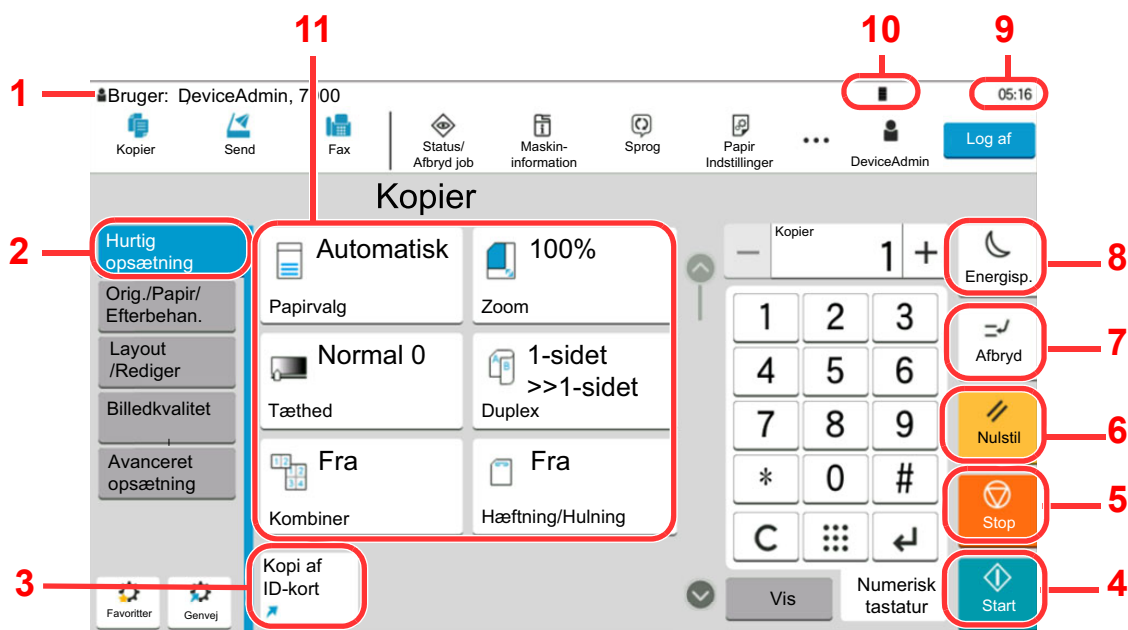 11
10
9
1
Bruger: DeviceAdmin, 7000
05:16
Kopier
Send
Fax
Status/
Afbryd job
Maskin-
information
Sprog
Papir
Indstillinger
DeviceAdmin
Log af
Kopier
2
Hurtig
opsætning
Orig./Papir/
Efterbehan.
Layout
/Rediger
Billedkvalitet
Avanceret
opsætning
Automatisk
Papirvalg
100%
Zoom
Normal 0
Tæthed
1-sidet
>>1-sidet
Duplex
Fra
Kombiner
Fra
Hæftning/Hulning
Kopier
− 1 +
1 2 3
4 5 6
7 8 9
* 0 #
C
Energisp.
8
Afbryd
7
Nulstil
6
Stop
5
3
Kopi af
ID-kort
Favoritter
Genvej
Vis
Numerisk
tastatur
Start
4